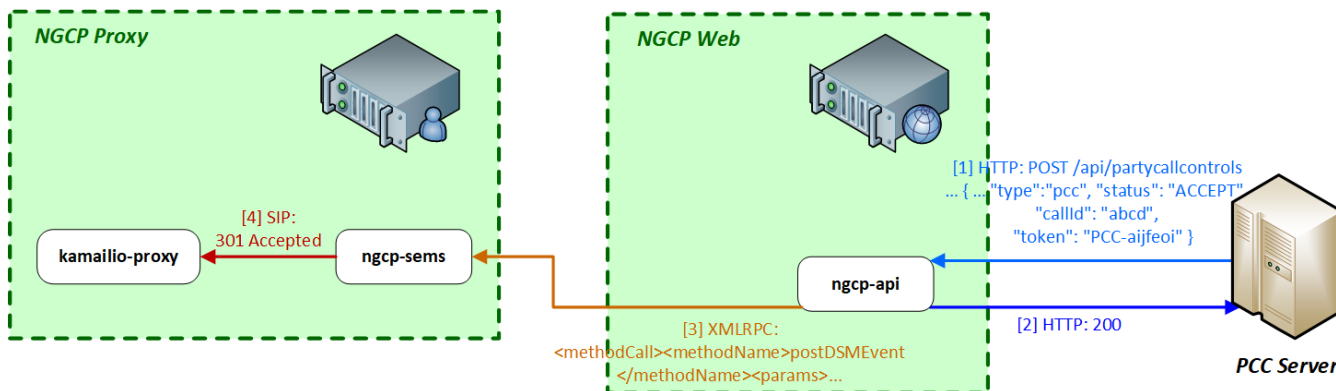 NGCP Proxy
NGCP Web
[1] HTTP: POST /api/partycallcontrols
... { ... "type":"pcc", "status": "ACCEPT"
"callId": "abcd",
"token": "PCC-aijfeoi" }
[4] SIP:
301 Accepted
kamailio-proxy
ngcp-sems
ngcp-api
[2] HTTP: 200
[3] XMLRPC:
<methodCall><methodName>postDSMEvent
</methodName><params>...
PCC Server